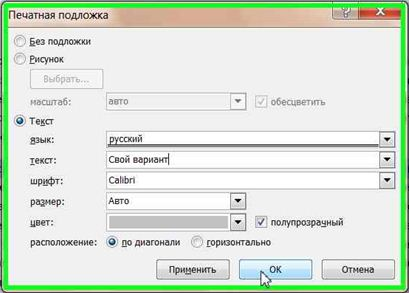 Печатная подложка
Без подложки
Рисунок
Выбрать...
масштаб: авто обесцветить
Текст
язык: русский
текст: Свой вариант
шрифт: Calibri
размер: Авто
цвет: полупрозрачный
расположение: по диагонали горизонтально
Применить ОК Отмена